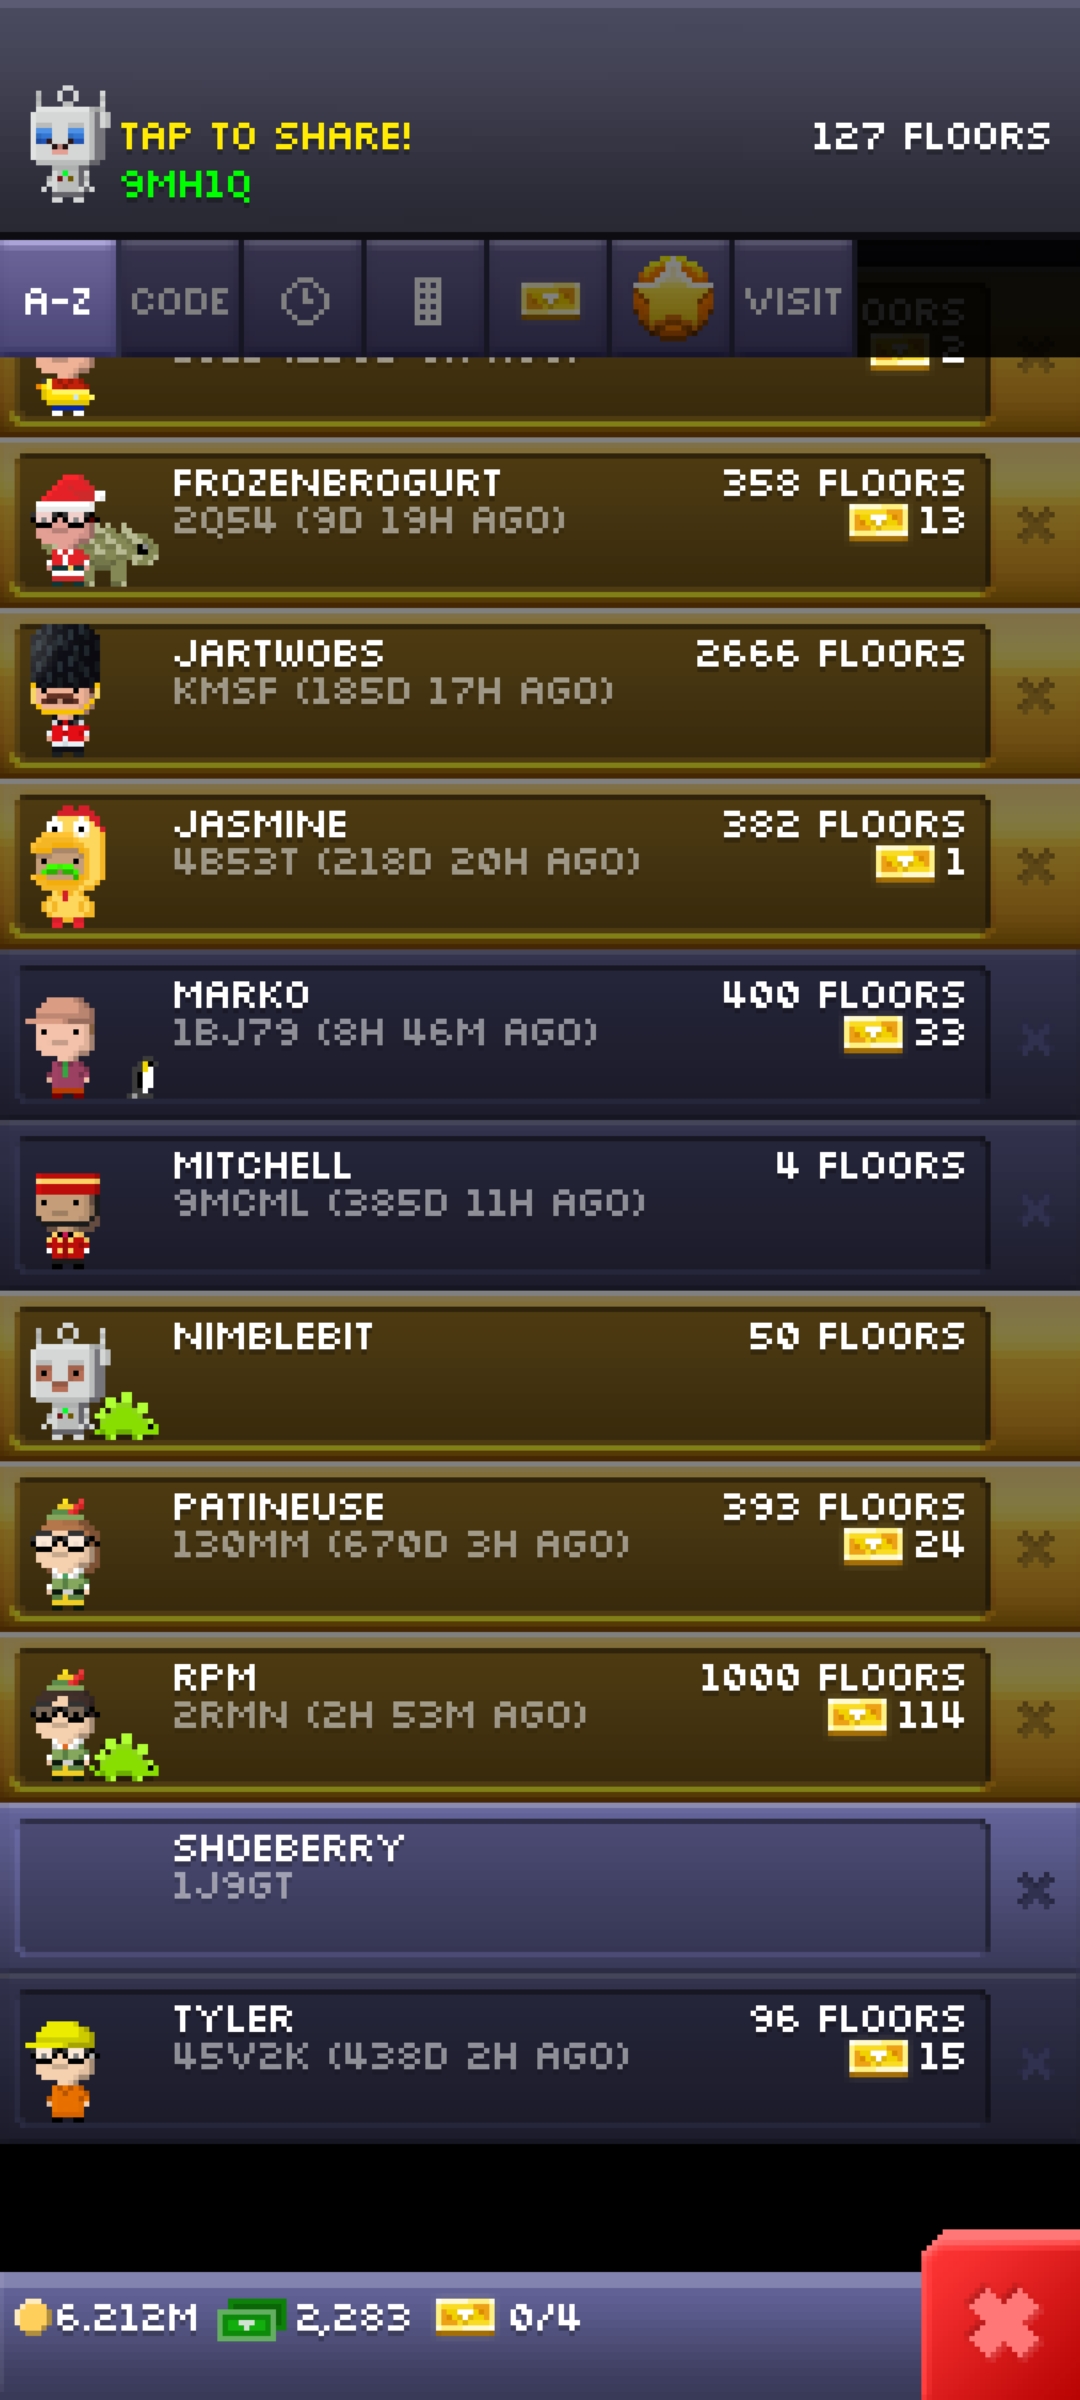 TAP TO SHARE!
127 FLOORS
9MH1Q
A-Z CODE VISIT
2
FROZENBROGURT 358 FLOORS
2Q54 (9D 19H AGO) 13
JARTWOBS 2666 FLOORS
KMSF (185D 17H AGO)
JASMINE 382 FLOORS
4B53T (218D 20H AGO) 1
MARKO 400 FLOORS
1BJ79 (8H 46M AGO) 33
MITCHELL 4 FLOORS
9MCML (385D 11H AGO)
NIMBLEBIT 50 FLOORS
PATINEUSE 393 FLOORS
130MM (670D 3H AGO) 24
RPM 1000 FLOORS
2RMN (2H 53M AGO) 114
SHOEBERRY
1J9GT
TYLER 96 FLOORS
45V2K (438D 2H AGO) 15
6.212M 2,283 0/4